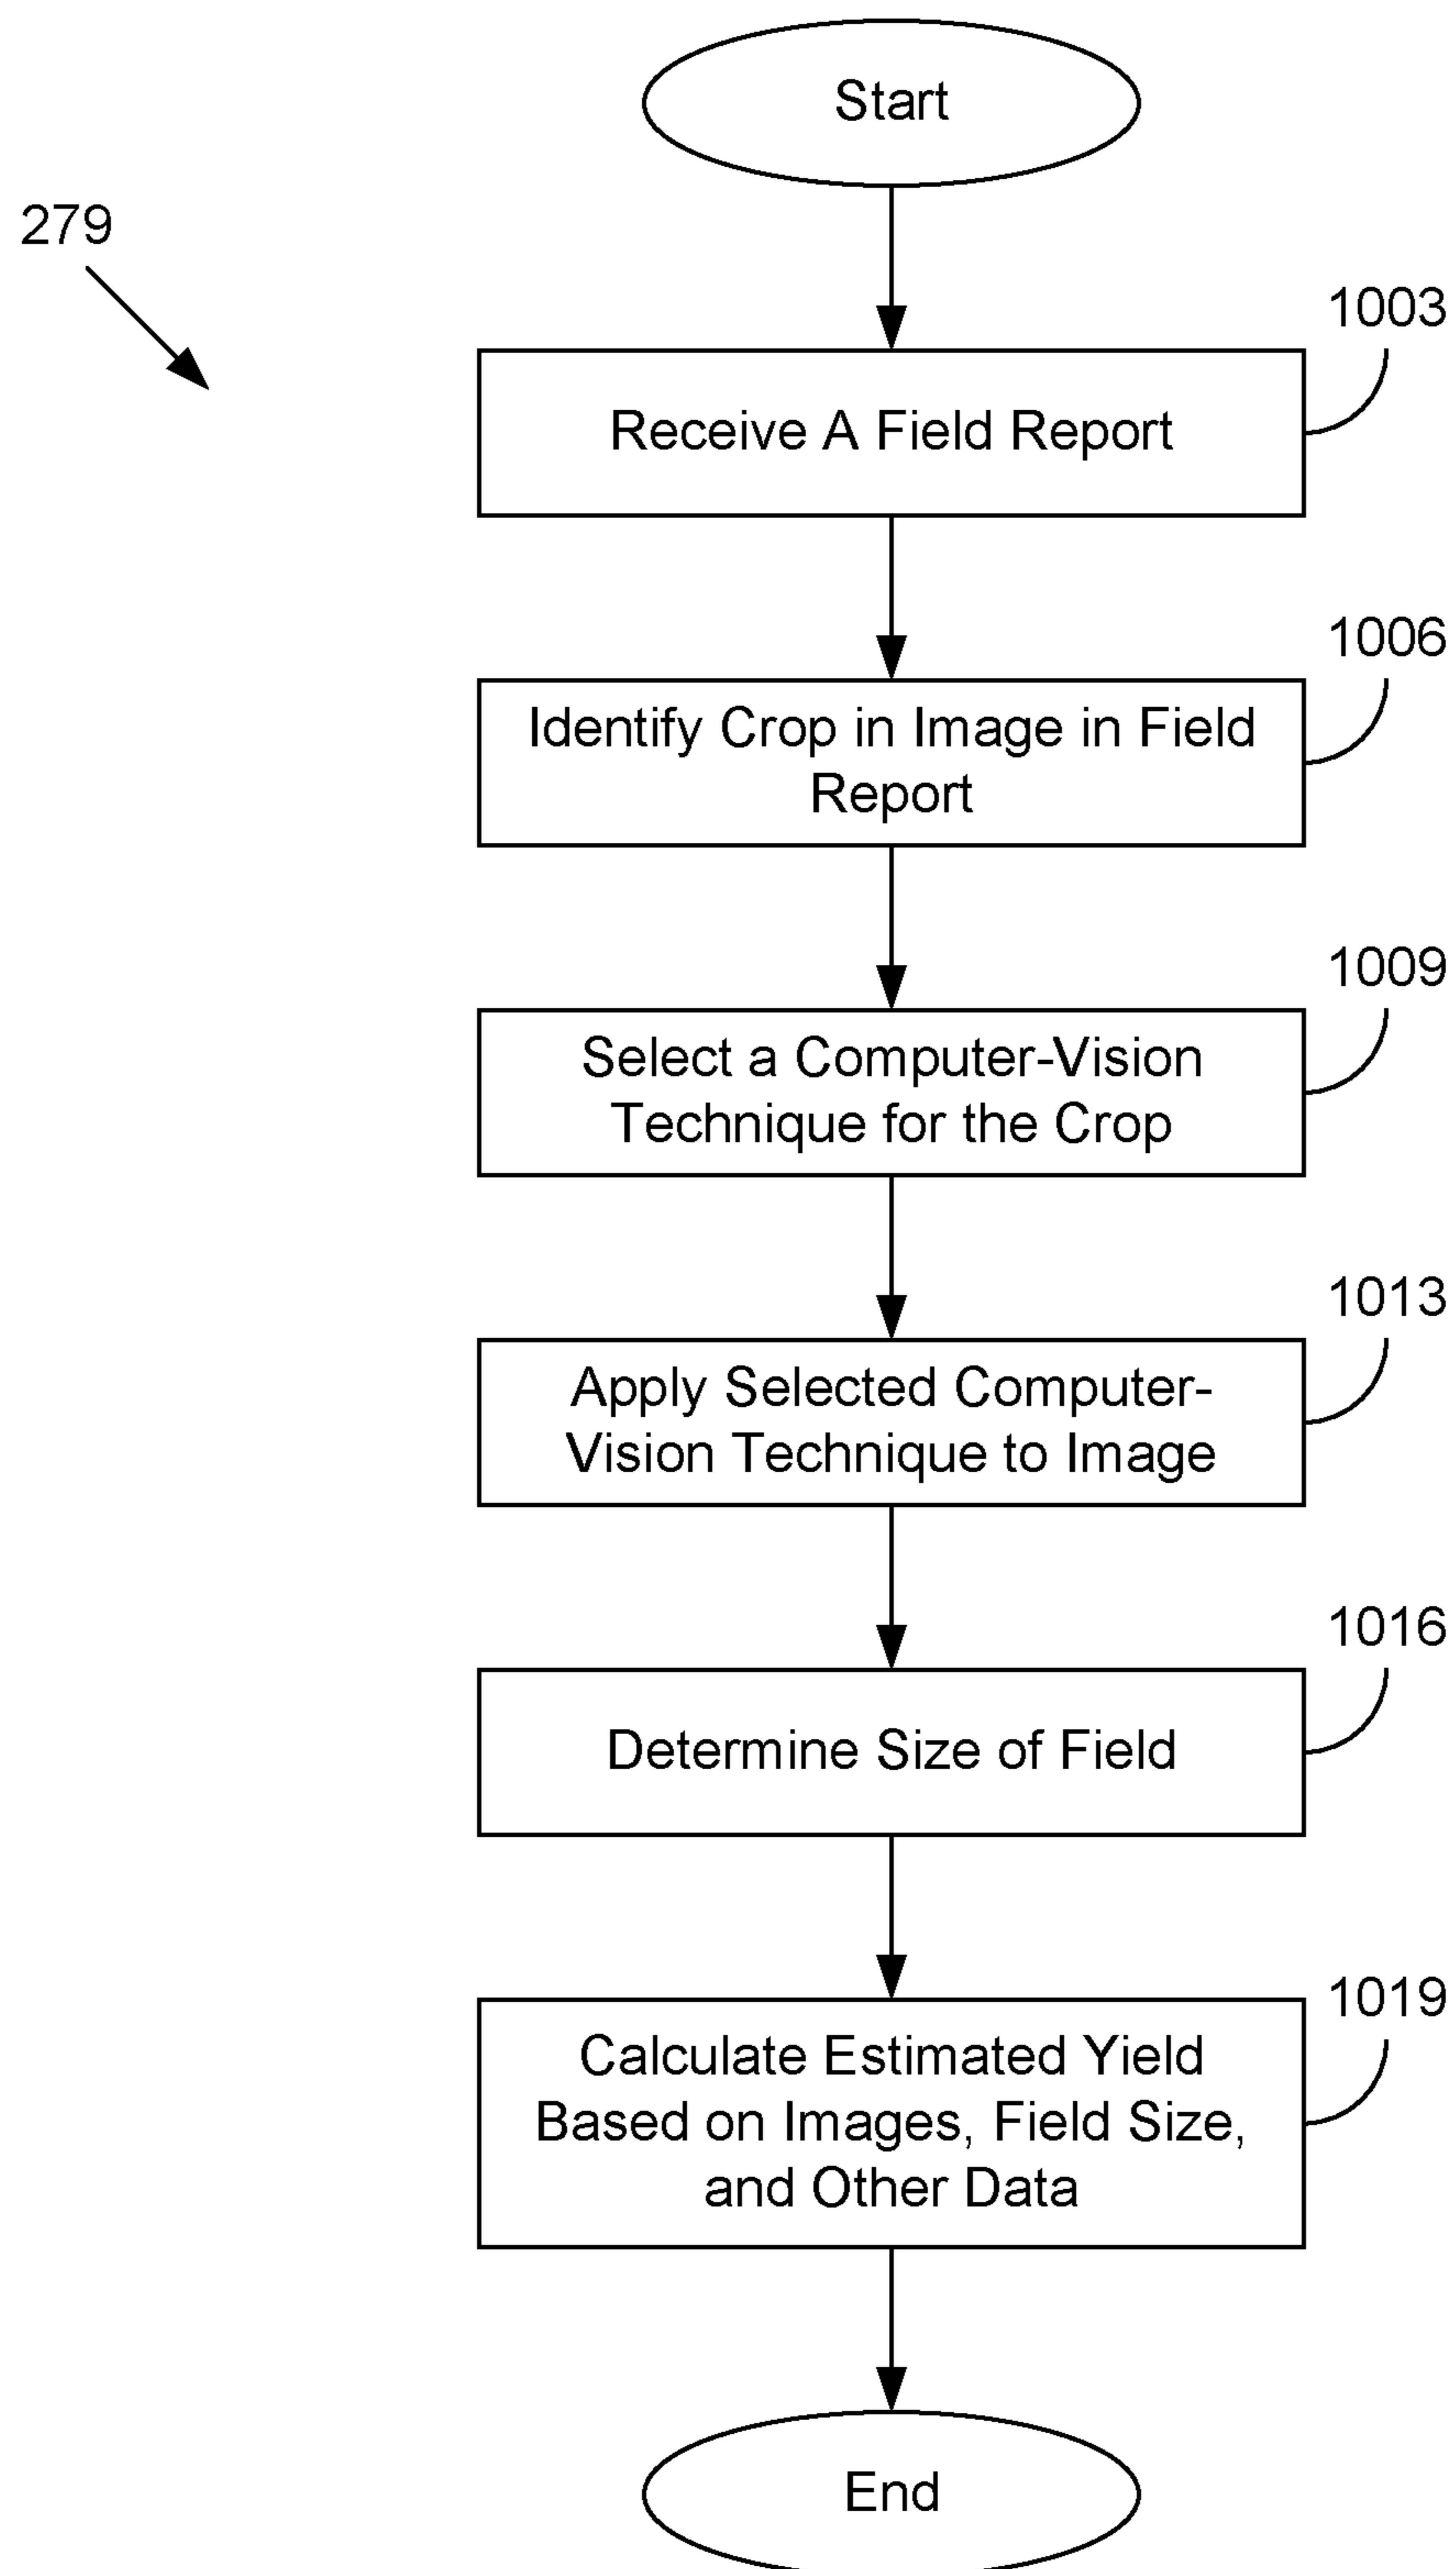 Start
279
1003
Receive A Field Report
1006
Identify Crop in Image in Field
Report
1009
Select a Computer-Vision
Technique for the Crop
1013
Apply Selected Computer-
Vision Technique to Image
1016
Determine Size of Field
1019
Calculate Estimated Yield
Based on Images, Field Size,
and Other Data
End